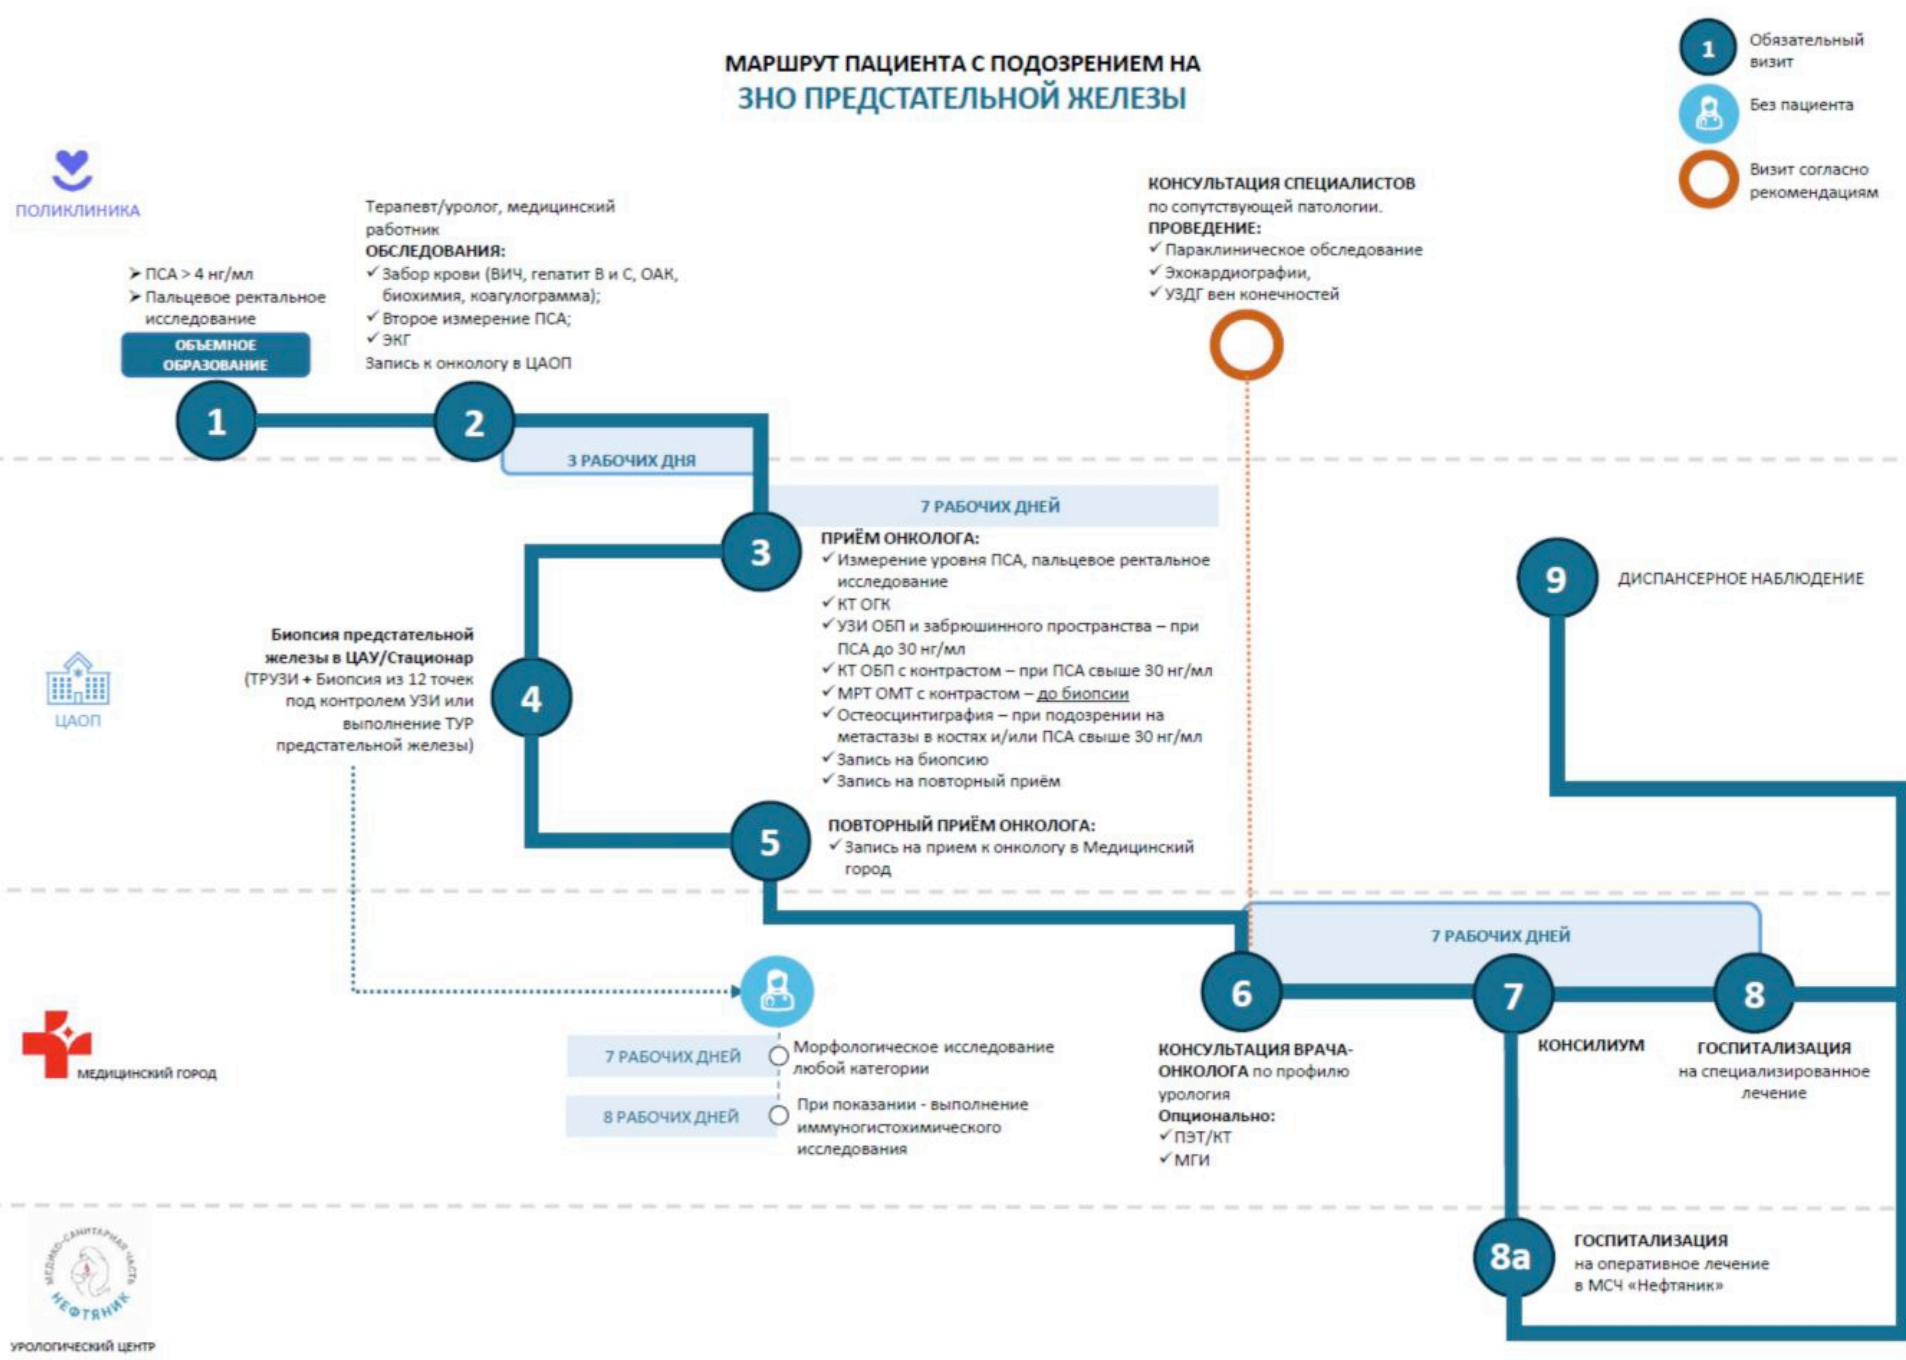 МАРШРУТ ПАЦИЕНТА С ПОДОЗРЕНИЕМ НА
ЗНО ПРЕДСТАТЕЛЬНОЙ ЖЕЛЕЗЫ
1
Обязательный
визит
Без пациента
Визит согласно
рекомендациям
ПОЛИКЛИНИКА
➤ ПСА > 4 нг/мл
➤ Пальцевое ректальное
исследование
ОБЪЕМНОЕ
ОБРАЗОВАНИЕ
1
Терапевт/уролог, медицинский
работник
ОБСЛЕДОВАНИЯ:
✓ Забор крови (ВИЧ, гепатит В и С, ОАК,
биохимия, коагулограмма);
✓ Второе измерение ПСА;
✓ ЭКГ
Запись к онкологу в ЦАОП
2
3 РАБОЧИХ ДНЯ
КОНСУЛЬТАЦИЯ СПЕЦИАЛИСТОВ
по сопутствующей патологии.
ПРОВЕДЕНИЕ:
✓ Параклиническое обследование
✓ Эхокардиографии,
✓ УЗДГ вен конечностей
ЦАОП
7 РАБОЧИХ ДНЕЙ
3
ПРИЁМ ОНКОЛОГА:
✓ Измерение уровня ПСА, пальцевое ректальное
исследование
✓ КТ ОГК
✓ УЗИ ОБП и забрюшинного пространства – при
ПСА до 30 нг/мл
✓ КТ ОБП с контрастом – при ПСА свыше 30 нг/мл
✓ МРТ ОМТ с контрастом – до биопсии
✓ Остеосцинтиграфия – при подозрении на
метастазы в костях и/или ПСА свыше 30 нг/мл
✓ Запись на биопсию
✓ Запись на повторный приём
Биопсия предстательной
железы в ЦАУ/Стационар
(ТРУЗИ + Биопсия из 12 точек
под контролем УЗИ или
выполнение ТУР
предстательной железы)
4
5
ПОВТОРНЫЙ ПРИЁМ ОНКОЛОГА:
✓ Запись на прием к онкологу в Медицинский
город
9
ДИСПАНСЕРНОЕ НАБЛЮДЕНИЕ
МЕДИЦИНСКИЙ ГОРОД
7 РАБОЧИХ ДНЕЙ
Морфологическое исследование
любой категории
8 РАБОЧИХ ДНЕЙ
При показании - выполнение
иммуногистохимического
исследования
7 РАБОЧИХ ДНЕЙ
6
КОНСУЛЬТАЦИЯ ВРАЧА-
ОНКОЛОГА по профилю
урология
Опционально:
✓ ПЭТ/КТ
✓ МГИ
7
КОНСИЛИУМ
8
ГОСПИТАЛИЗАЦИЯ
на специализированное
лечение
МЕДИКО-САНИТАРНАЯ ЧАСТЬ
НЕФТЯНИК
УРОЛОГИЧЕСКИЙ ЦЕНТР
8а
ГОСПИТАЛИЗАЦИЯ
на оперативное лечение
в МСЧ «Нефтяник»